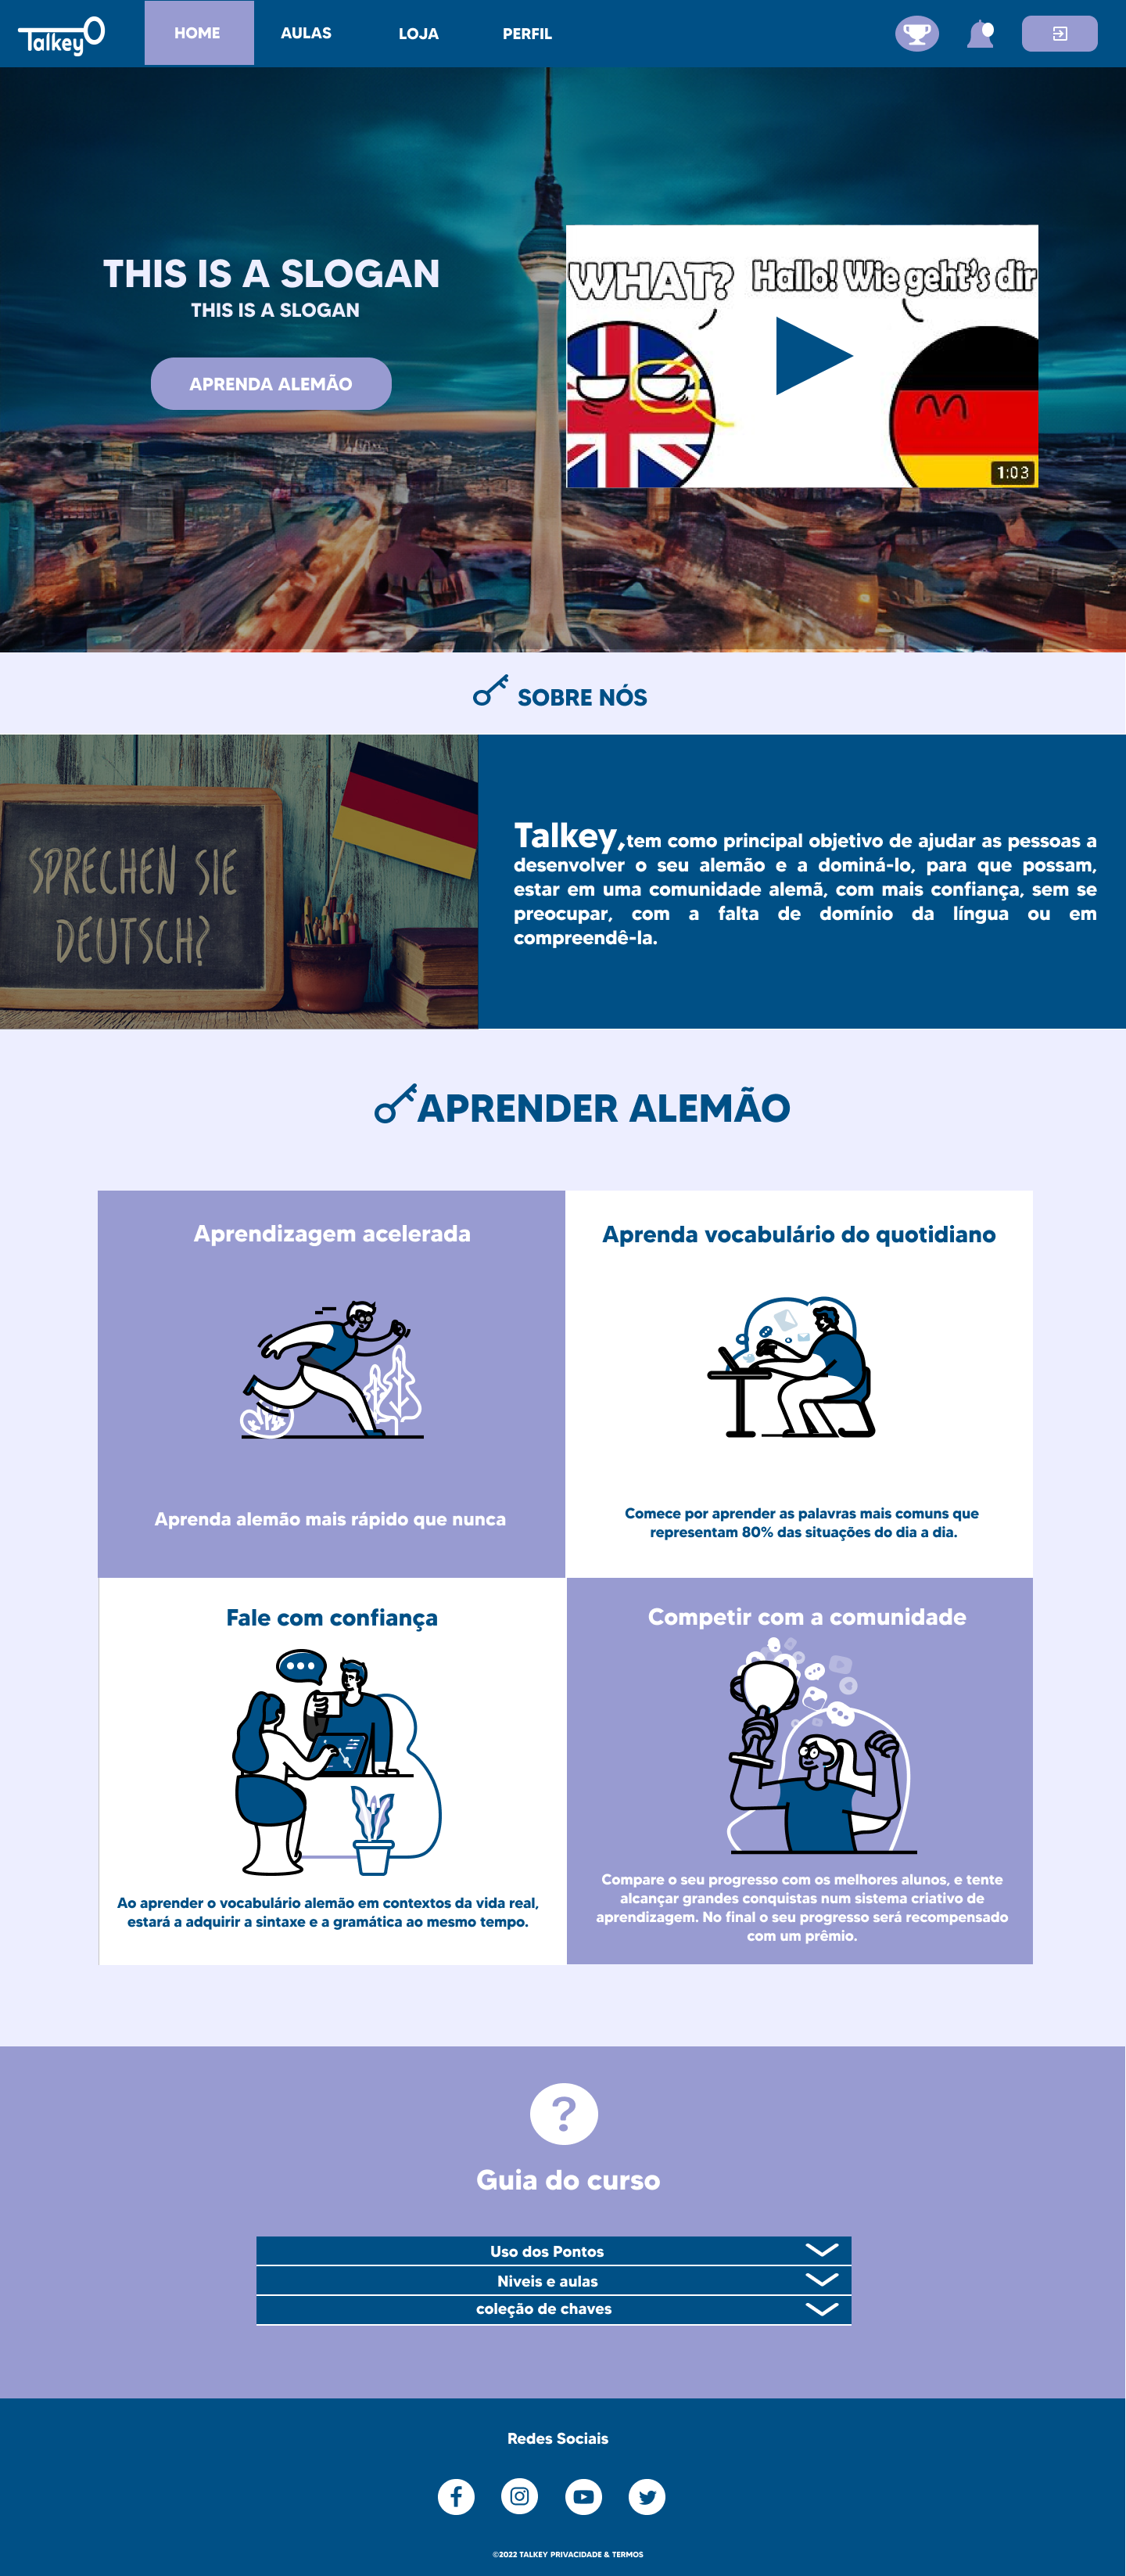 Talkey
HOME
AULAS
LOJA
PERFIL
THIS IS A SLOGAN
THIS IS A SLOGAN
APRENDA ALEMÃO
WHAT?
Hallo! Wie geht's dir
1:03
SOBRE NÓS
SPRECHEN SIE
DEUTSCH?
Talkey,tem como principal objetivo de ajudar as pessoas a
desenvolver o seu alemão e a dominá-lo, para que possam,
estar em uma comunidade alemã, com mais confiança, sem se
preocupar, com a falta de domínio da língua ou em
compreendê-la.
APRENDER ALEMÃO
Aprendizagem acelerada
Aprenda alemão mais rápido que nunca
Aprenda vocabulário do quotidiano
Comece por aprender as palavras mais comuns que
representam 80% das situações do dia a dia.
Fale com confiança
Ao aprender o vocabulário alemão em contextos da vida real,
estará a adquirir a sintaxe e a gramática ao mesmo tempo.
Competir com a comunidade
Compare o seu progresso com os melhores alunos, e tente
alcançar grandes conquistas num sistema criativo de
aprendizagem. No final o seu progresso será recompensado
com um prêmio.
?
Guia do curso
Uso dos Pontos
Niveis e aulas
coleção de chaves
Redes Sociais
©2022 TALKEY PRIVACIDADE & TERMOS